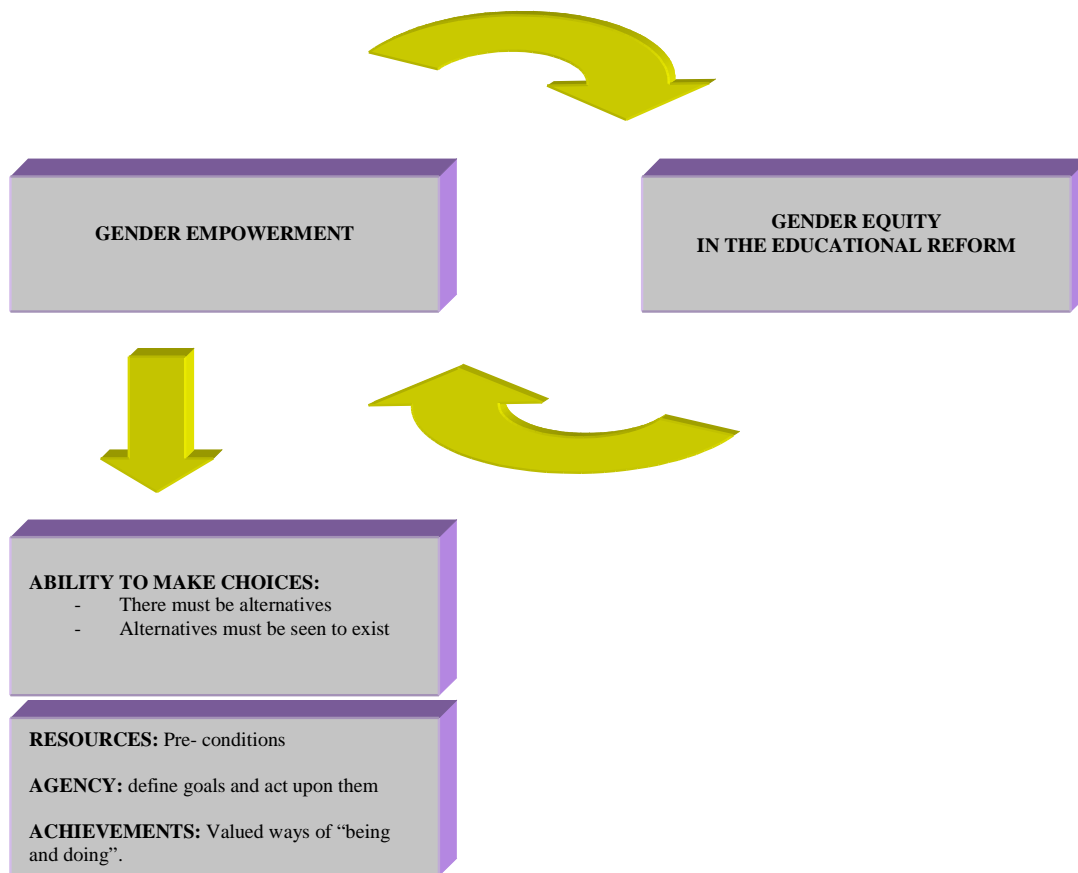 GENDER EMPOWERMENT
GENDER EQUITY
IN THE EDUCATIONAL REFORM
ABILITY TO MAKE CHOICES:
- There must be alternatives
- Alternatives must be seen to exist
RESOURCES: Pre- conditions
AGENCY: define goals and act upon them
ACHIEVEMENTS: Valued ways of “being
and doing”.